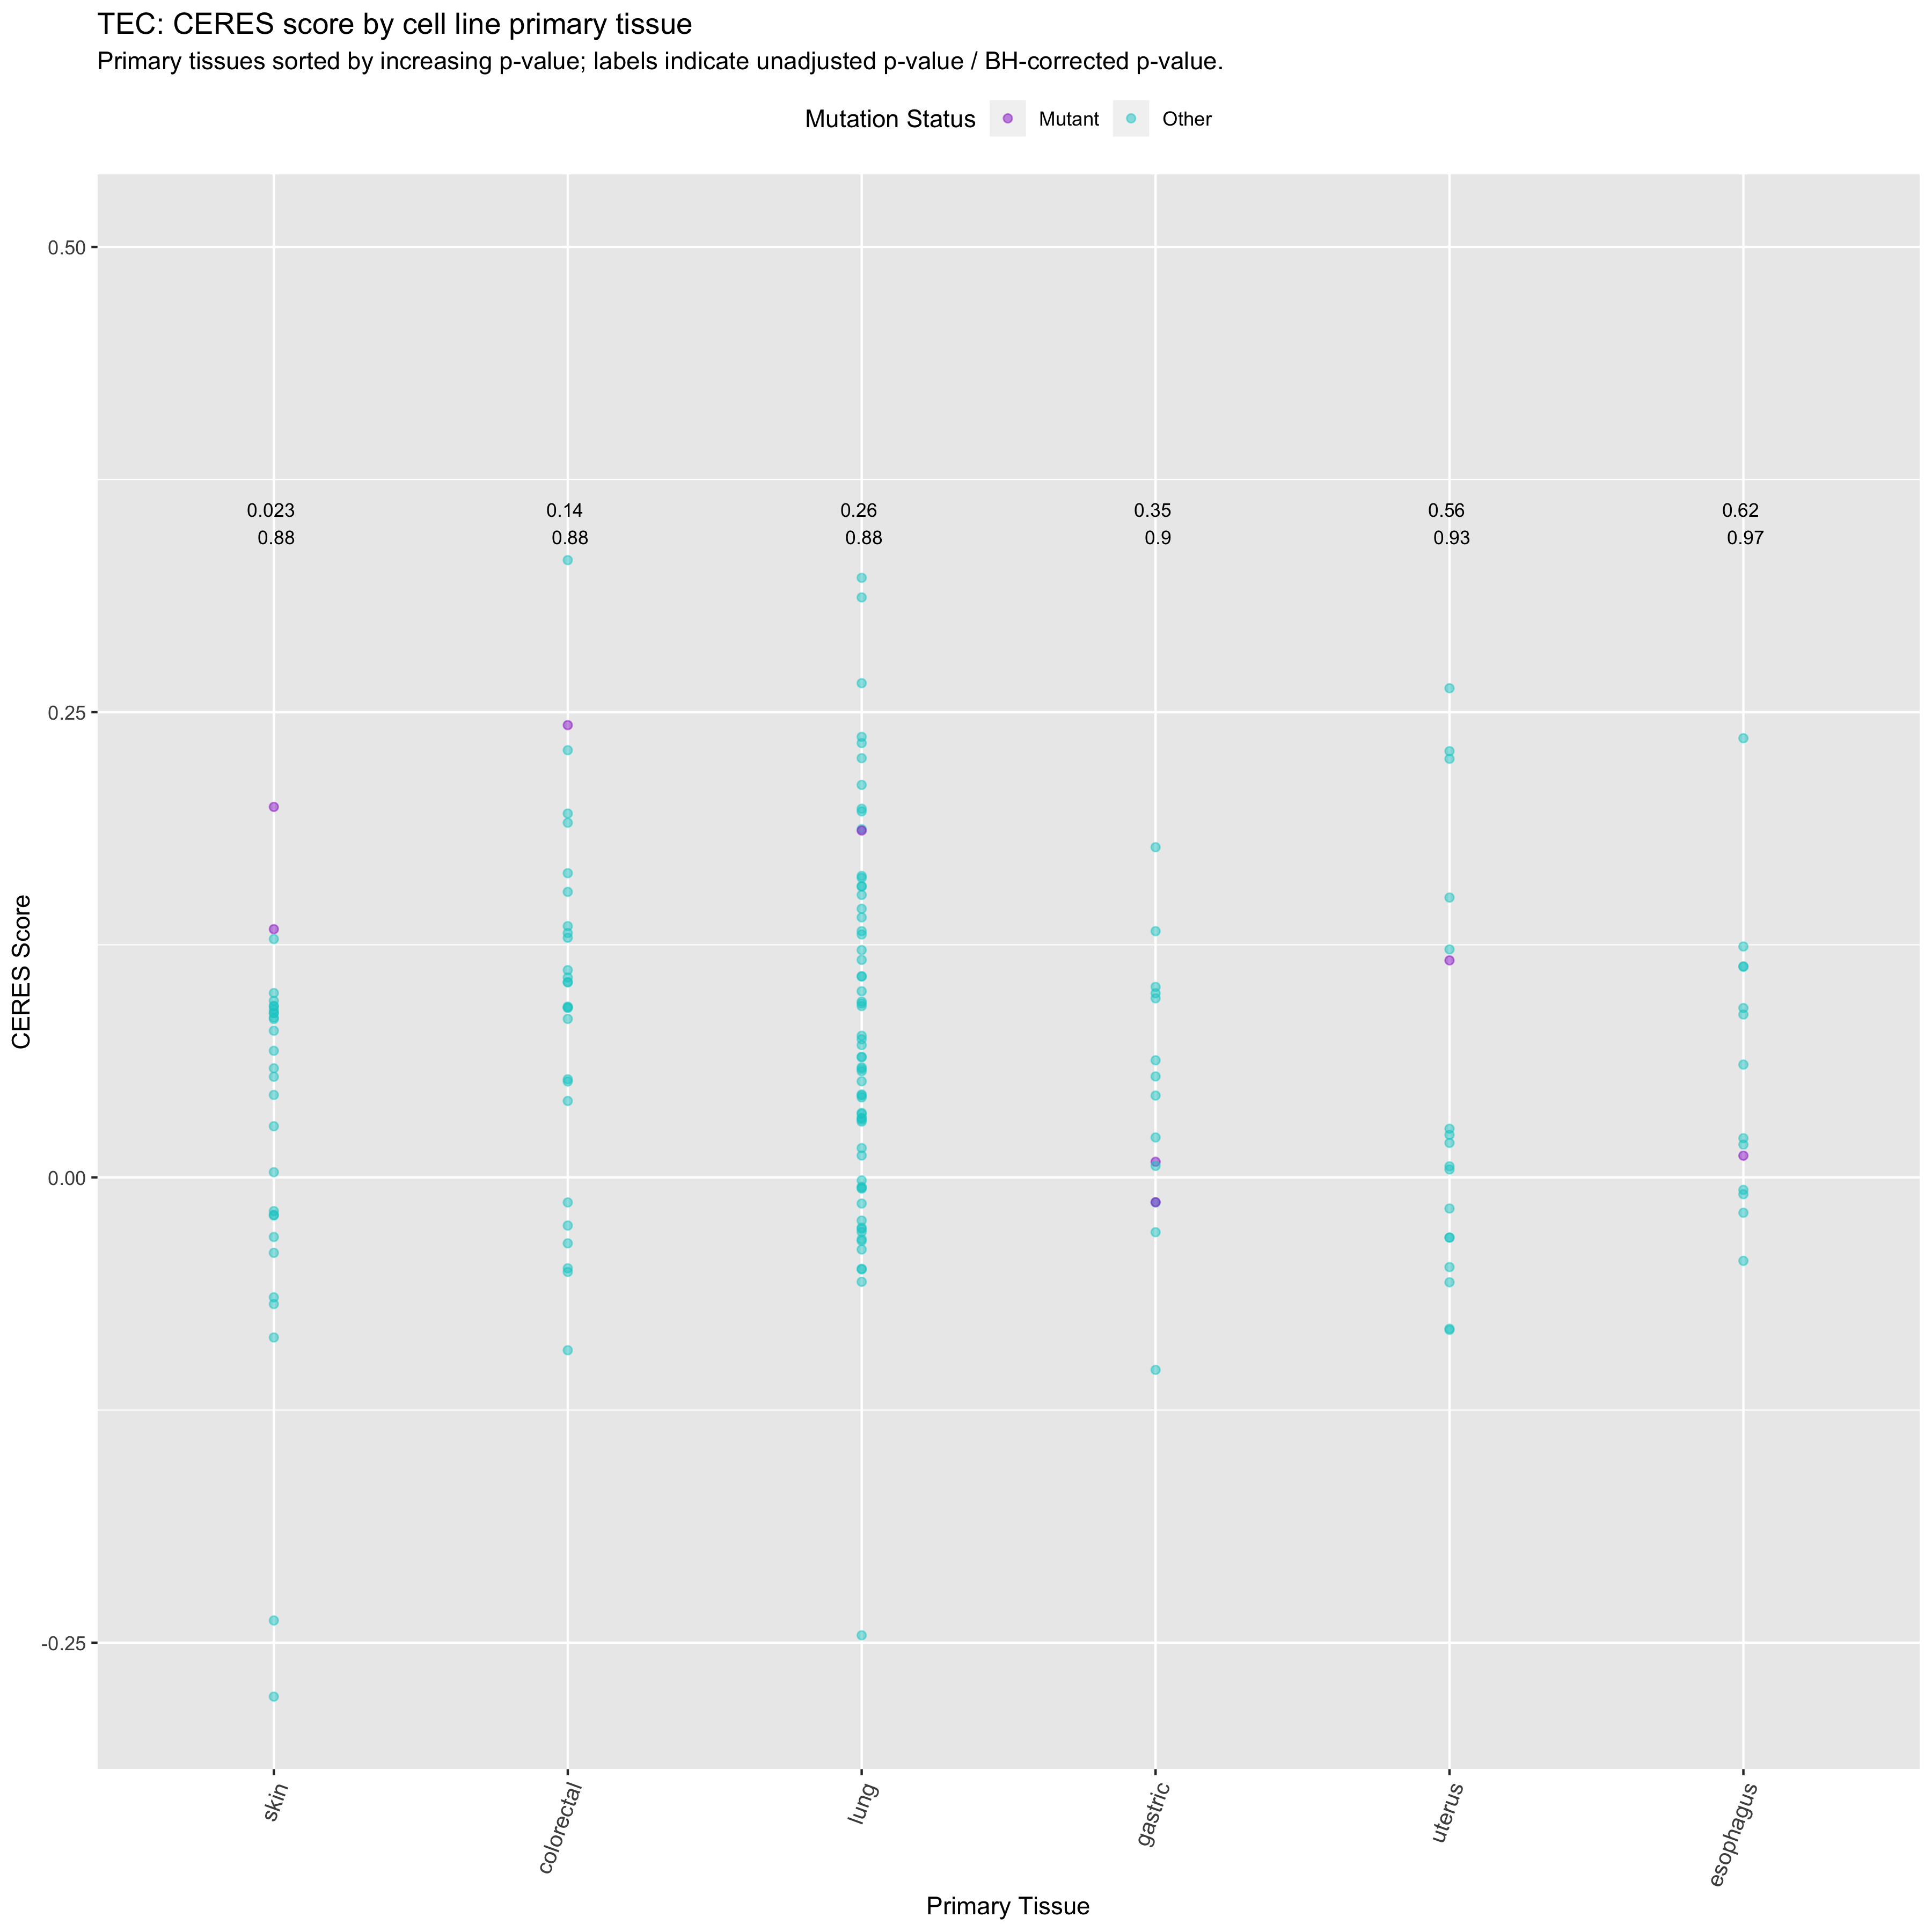 TEC: CERES score by cell line primary tissue
Primary tissues sorted by increasing p-value; labels indicate unadjusted p-value / BH-corrected p-value.
Mutation Status Mutant Other
0.50
0.023 0.14 0.26 0.35 0.56 0.62
0.88 0.88 0.88 0.9 0.93 0.97
0.25
CERES Score
0.00
-0.25
skin colorectal lung gastric uterus esophagus
Primary Tissue